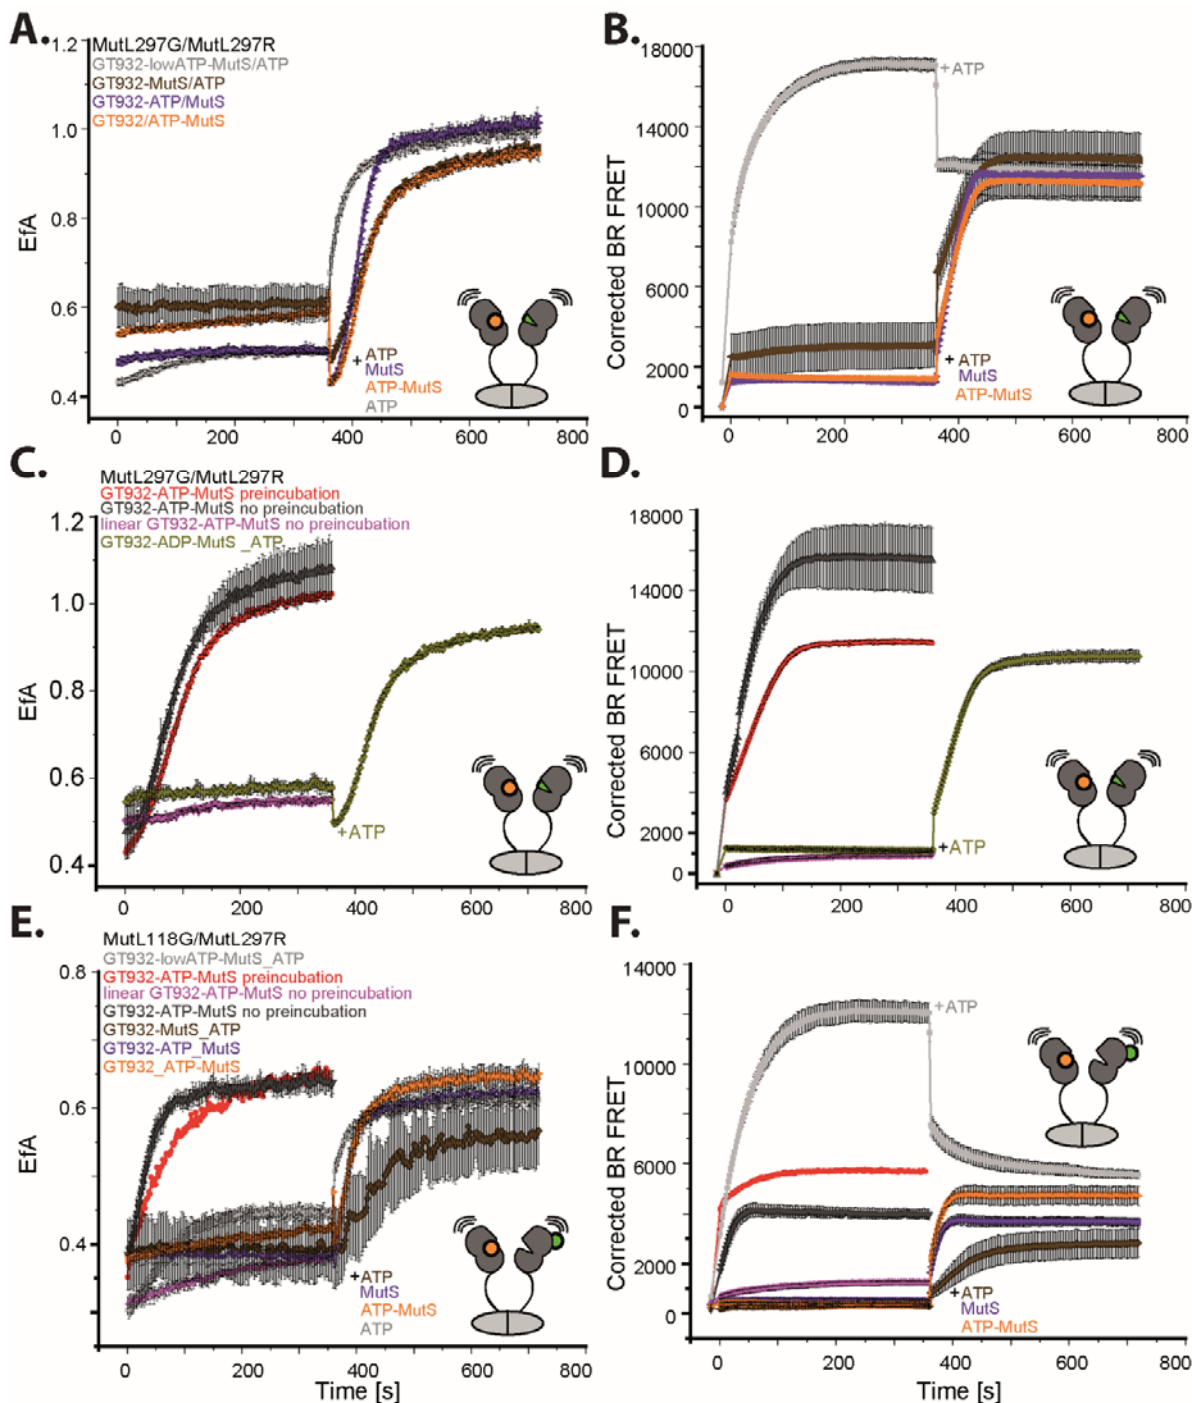 A.
1.2
1.0
0.8
0.6
0.4
EfA
MutL297G/MutL297R
GT932-lowATP-MutS/ATP
GT932-MutS/ATP
GT932-ATP/MutS
GT932/ATP-MutS
+ ATP
MutS
ATP-MutS
ATP
0 200 400 600 800
B.
18000
14000
10000
6000
2000
0
Corrected BR FRET
+ATP
+ ATP
MutS
ATP-MutS
0 200 400 600 800
C.
1.2
1.0
0.8
0.6
0.4
EfA
MutL297G/MutL297R
GT932-ATP-MutS preincubation
GT932-ATP-MutS no preincubation
linear GT932-ATP-MutS no preincubation
GT932-ADP-MutS _ATP
+ATP
0 200 400 600 800
D.
18000
14000
10000
6000
2000
0
Corrected BR FRET
+ATP
0 200 400 600 800
E.
0.8
0.6
0.4
EfA
MutL118G/MutL297R
GT932-lowATP-MutS_ATP
GT932-ATP-MutS preincubation
linear GT932-ATP-MutS no preincubation
GT932-ATP-MutS no preincubation
GT932-MutS_ATP
GT932-ATP_MutS
GT932_ATP-MutS
+ATP
MutS
ATP-MutS
ATP
0 200 400 600 800
Time [s]
F.
14000
10000
6000
2000
0
Corrected BR FRET
+ATP
+ATP
MutS
ATP-MutS
0 200 400 600 800
Time [s]